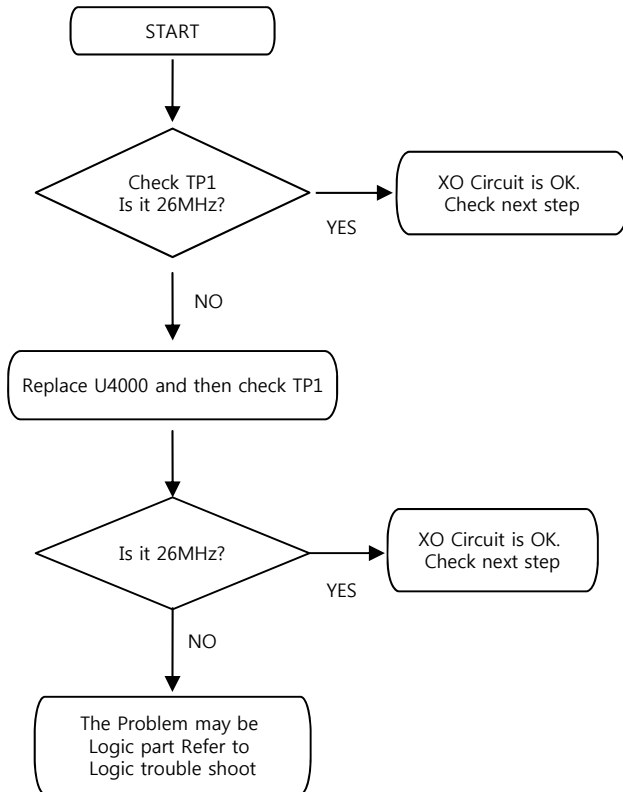 START
Check TP1
Is it 26MHz?
YES
XO Circuit is OK.
Check next step
NO
Replace U4000 and then check TP1
Is it 26MHz?
YES
XO Circuit is OK.
Check next step
NO
The Problem may be
Logic part Refer to
Logic trouble shoot